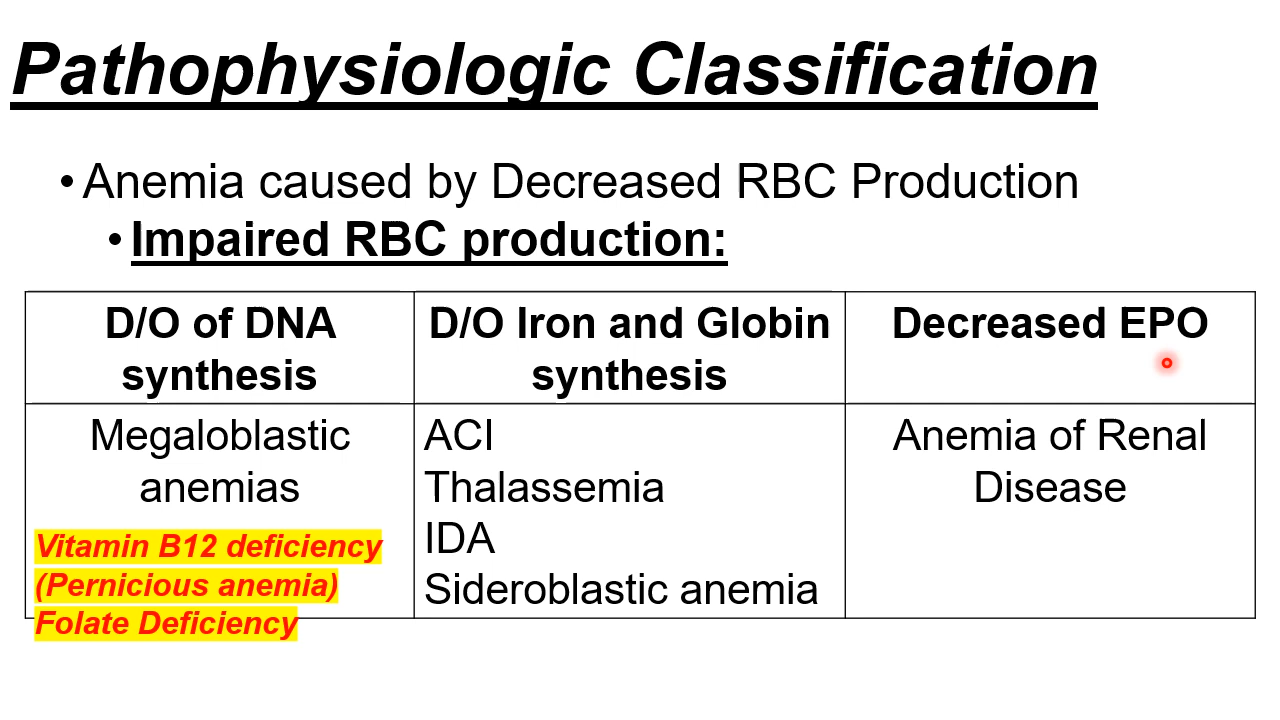 Pathophysiologic Classification
• Anemia caused by Decreased RBC Production
• Impaired RBC production:
D/O of DNA
synthesis
D/O Iron and Globin
synthesis
Decreased EPO
Megaloblastic
anemias
Vitamin B12 deficiency
(Pernicious anemia)
Folate Deficiency
ACI
Thalassemia
IDA
Sideroblastic anemia
Anemia of Renal
Disease